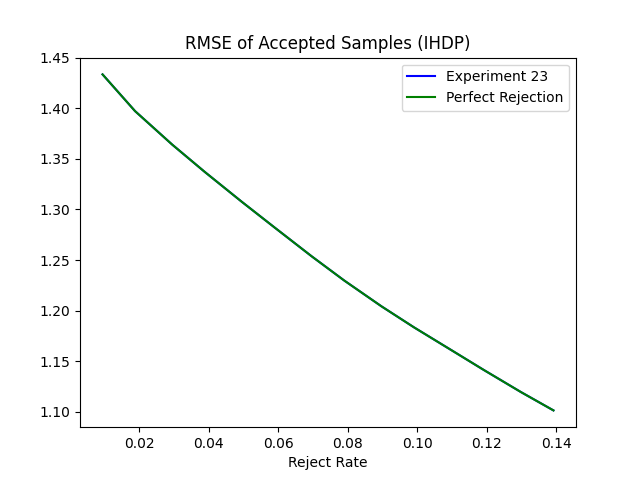 RMSE of Accepted Samples (IHDP)
1.45
1.40
1.35
1.30
1.25
1.20
1.15
1.10
Experiment 23
Perfect Rejection
0.02 0.04 0.06 0.08 0.10 0.12 0.14
Reject Rate